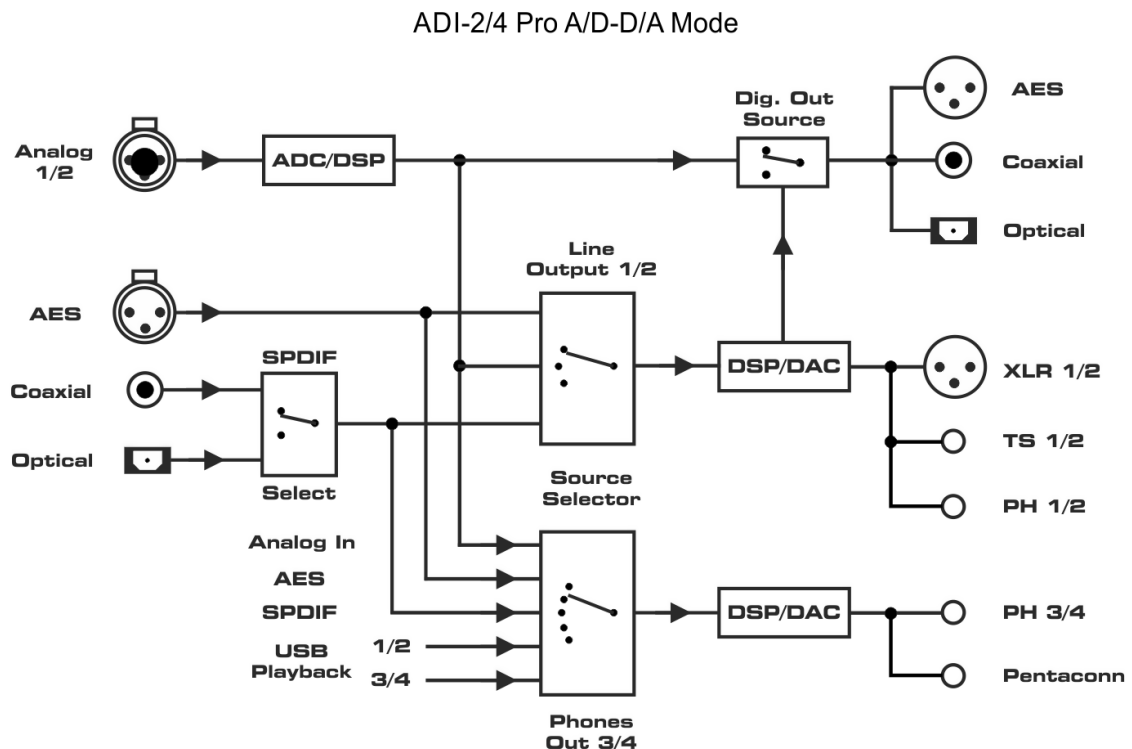 ADI-2/4 Pro A/D-D/A Mode
AES
Dig. Out
Source
Analog
1/2
ADC/DSP
Coaxial
Optical
Line
Output 1/2
AES
SPDIF
Coaxial
DSP/DAC
XLR 1/2
Optical
TS 1/2
Select
Source
Selector
PH 1/2
Analog In
AES
SPDIF
DSP/DAC
PH 3/4
USB
Playback
1/2
3/4
Pentaconn
Phones
Out 3/4